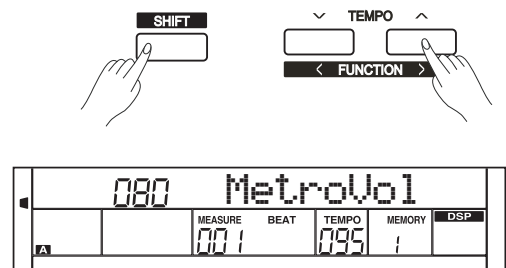 SHIFT
TEMPO
< FUNCTION >
080 MetroVol
MEASURE BEAT TEMPO MEMORY DSP
A 001 095 1